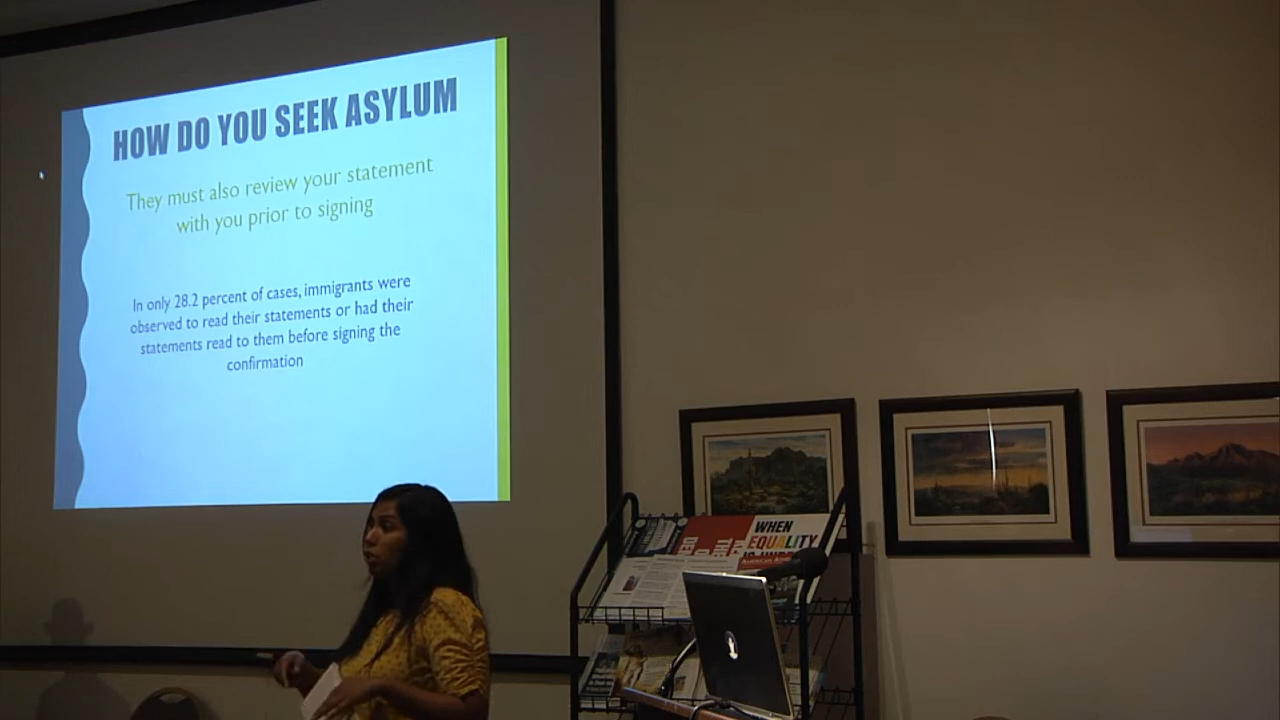 HOW DO YOU SEEK ASYLUM
They must also review your statement
with you prior to signing
In only 28.2 percent of cases, immigrants were
observed to read their statements or had their
statements read to them before signing the
confirmation
WHEN
EQUALITY